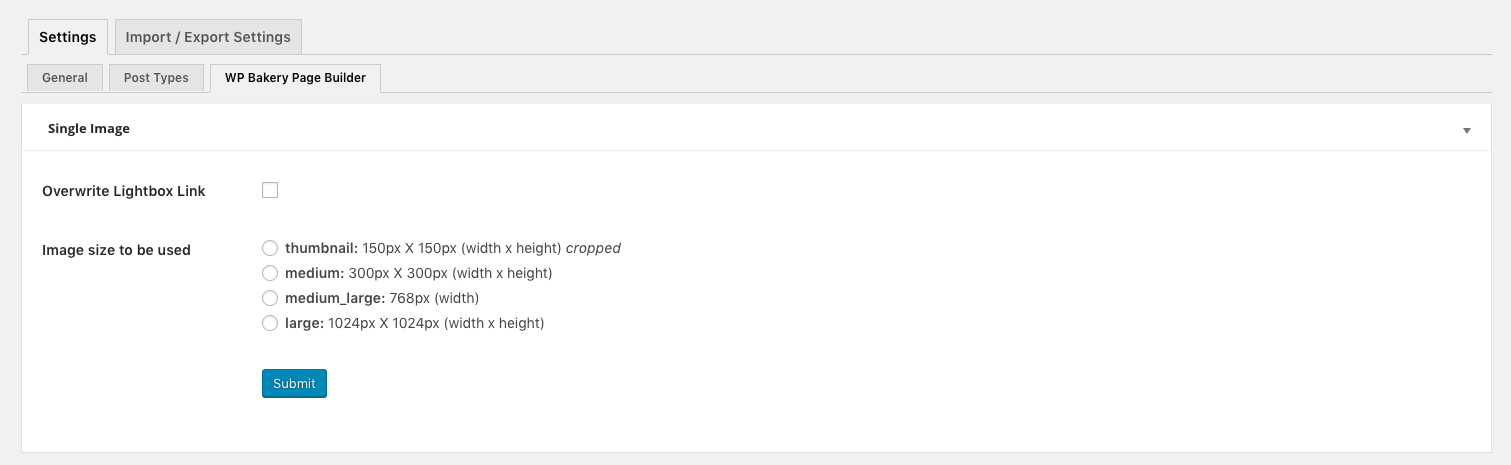 Settings Import / Export Settings
General Post Types WP Bakery Page Builder
Single Image
Overwrite Lightbox Link
Image size to be used
thumbnail: 150px X 150px (width x height) cropped
medium: 300px X 300px (width x height)
medium_large: 768px (width)
large: 1024px X 1024px (width x height)
Submit